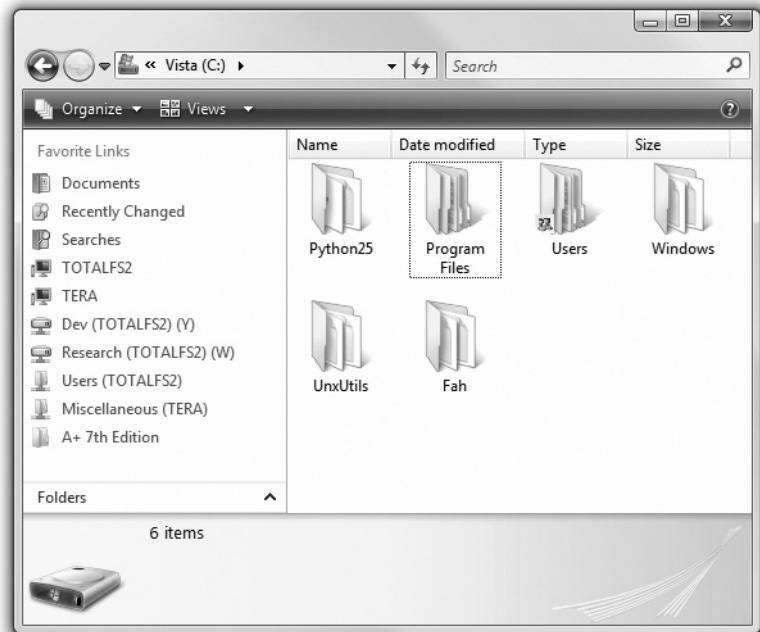 « Vista (C:)
Search
Organize Views
Favorite Links
Documents
Recently Changed
Searches
TOTALFS2
TERA
Dev (TOTALFS2) (Y)
Research (TOTALFS2) (W)
Users (TOTALFS2)
Miscellaneous (TERA)
A+ 7th Edition
Folders
Name Date modified Type Size
Python25
Program
Files
Users
Windows
UnxUtils
Fah
6 items